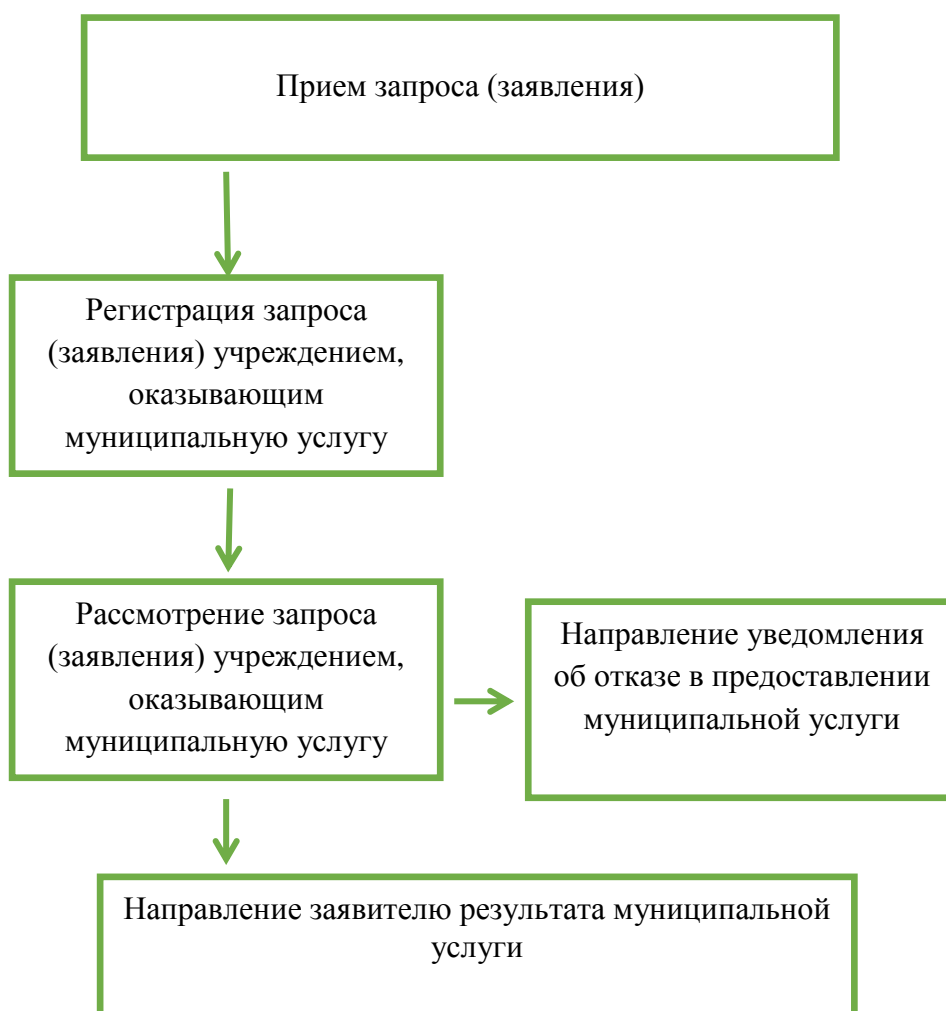 Прием запроса (заявления)
Регистрация запроса
(заявления) учреждением,
оказывающим
муниципальную услугу
Рассмотрение запроса
(заявления) учреждением,
оказывающим
муниципальную услугу
Направление уведомления
об отказе в предоставлении
муниципальной услуги
Направление заявителю результата муниципальной
услуги